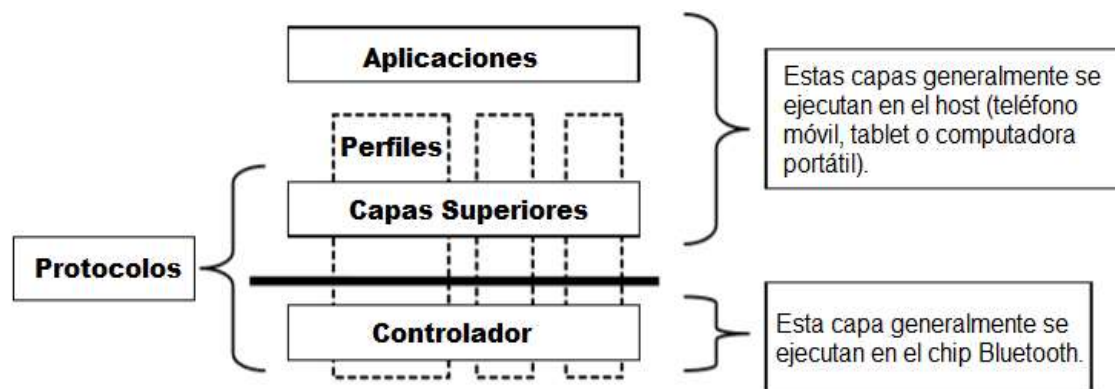 Aplicaciones
Estas capas generalmente se
ejecutan en el host (teléfono
móvil, tablet o computadora
portátil).
Perfiles
Capas Superiores
Protocolos
Controlador
Esta capa generalmente se
ejecutan en el chip Bluetooth.